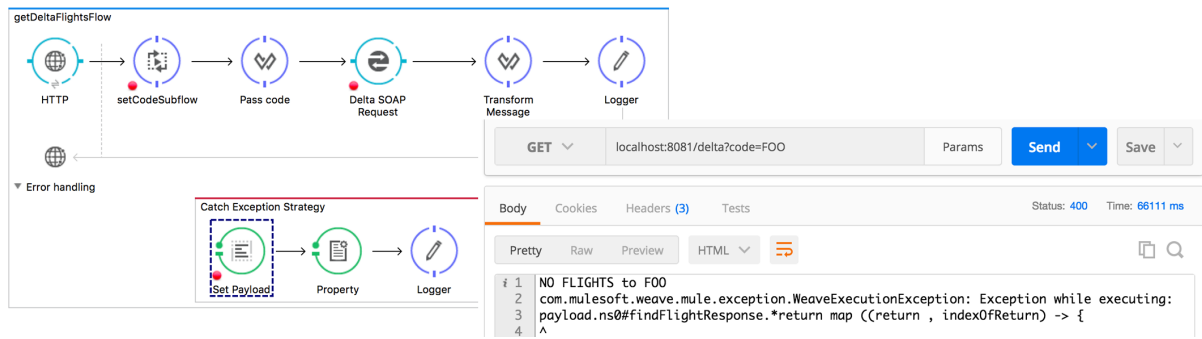 getDeltaFlightsFlow
HTTP
setCodeSubflow
Pass code
Delta SOAP
Request
Transform
Message
Logger
Error handling
Catch Exception Strategy
Set Payload
Property
Logger
GET
localhost:8081/delta?code=FOO
Params
Send
Save
Body
Cookies
Headers (3)
Tests
Status: 400
Time: 66111 ms
Pretty
Raw
Preview
HTML
i 1 NO FLIGHTS to FOO
2 com.mulesoft.weave.mule.exception.WeaveExecutionException: Exception while executing:
3 payload.ns0#findFlightResponse.*return map ((return , indexOfReturn) -> {
4 ^